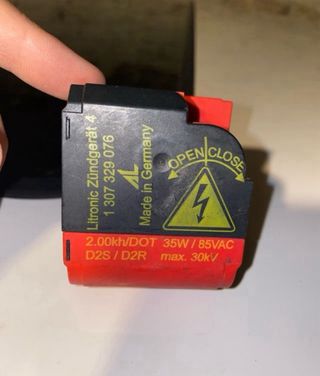 Litronic Zündgerät 4
1 307 329 076
AL
Made in Germany
OPEN CLOSE
2.00kh/DOT 35W / 85VAC
D2S / D2R max. 30kV